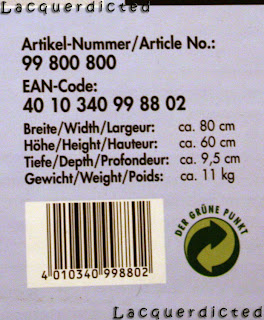 Lacquerdicted
Artikel-Nummer/Article No.:
99 800 800
EAN-Code:
40 10 340 99 88 02
Breite/Width/Largeur: ca. 80 cm
Höhe/Height/Hauteur: ca. 60 cm
Tiefe/Depth/Profondeur: ca. 9,5 cm
Gewicht/Weight/Poids: ca. 11 kg
DER GRÜNE PUNKT
4 010340 998802
Lacquerdicted